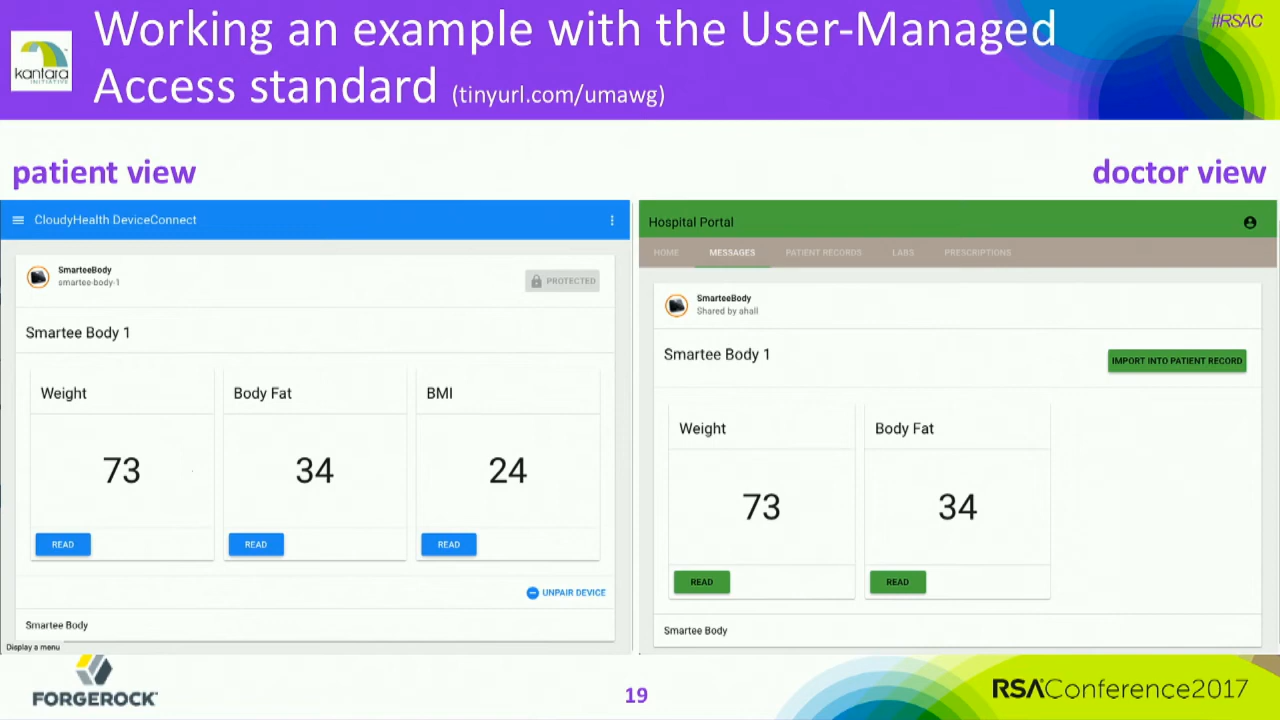 Working an example with the User-Managed
Access standard (tinyurl.com/umawg)
#RSAC
kantara
INITIATIVE
patient view
doctor view
CloudyHealth DeviceConnect
SmarteeBody
smartee-body-1
PROTECTED
Smartee Body 1
Weight
Body Fat
BMI
73
34
24
READ
READ
READ
UNPAIR DEVICE
Smartee Body
Display a menu
Hospital Portal
HOME
MESSAGES
PATIENT RECORDS
LABS
PRESCRIPTIONS
SmarteeBody
Shared by ahall
Smartee Body 1
IMPORT INTO PATIENT RECORD
Weight
Body Fat
73
34
READ
READ
Smartee Body
FORGEROCK
19
RSAConference2017